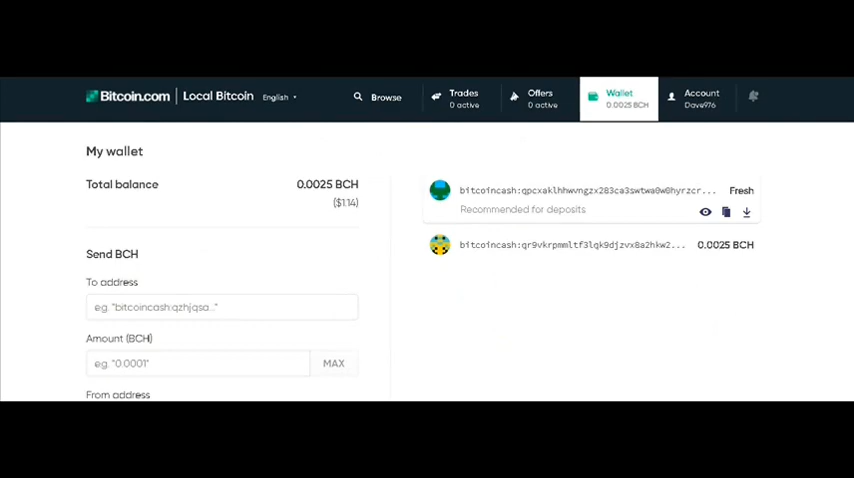 Bitcoin.com | Local Bitcoin English
Browse
Trades
0 active
Offers
0 active
Wallet
0.0025 BCH
Account
Dave976
My wallet
Total balance 0.0025 BCH
($1.14)
Send BCH
To address
eg. "bitcoincash:qzhjqsa..."
Amount (BCH)
eg. "0.0001" MAX
From address
bitcoincash:qpcxaklhhwvngzx283ca3swtwa0w0hyrzcr... Fresh
Recommended for deposits
bitcoincash:qr9vkrpmmltf3lqk9djzvx8a2hkw2... 0.0025 BCH